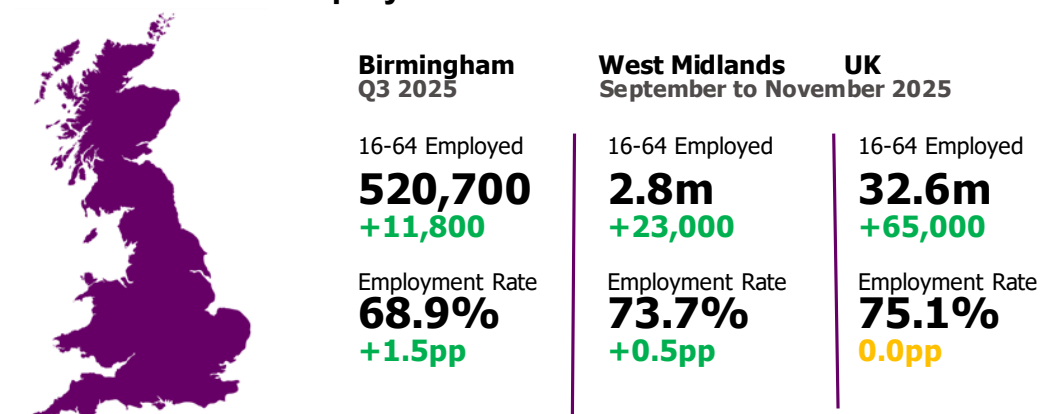 Birmingham West Midlands UK
Q3 2025 September to November 2025
16-64 Employed 16-64 Employed 16-64 Employed
520,700 2.8m 32.6m
+11,800 +23,000 +65,000
Employment Rate Employment Rate Employment Rate
68.9% 73.7% 75.1%
+1.5pp +0.5pp 0.0pp